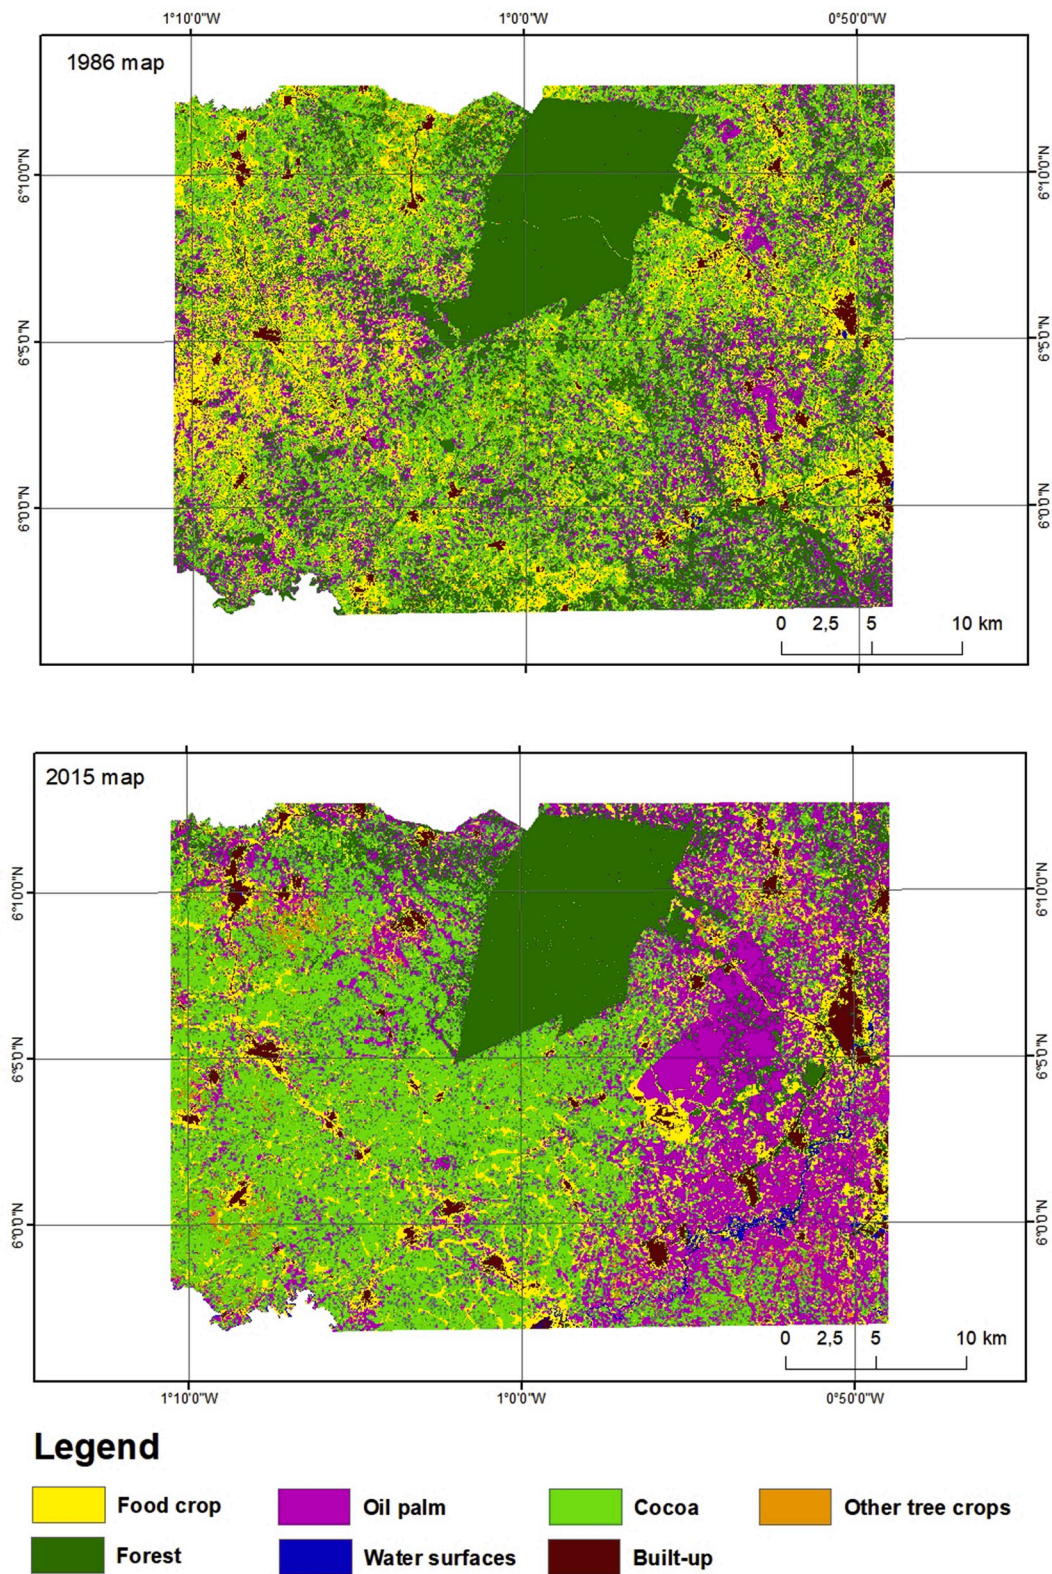 1°10'0"W 1°0'0"W 0°50'0"W
1986 map
6°10'0"N 6°10'0"N
6°5'0"N 6°5'0"N
6°0'0"N 6°0'0"N
0 2,5 5 10 km
2015 map
6°10'0"N 6°10'0"N
6°5'0"N 6°5'0"N
6°0'0"N 6°0'0"N
0 2,5 5 10 km
1°10'0"W 1°0'0"W 0°50'0"W
Legend
Food crop Oil palm Cocoa Other tree crops
Forest Water surfaces Built-up